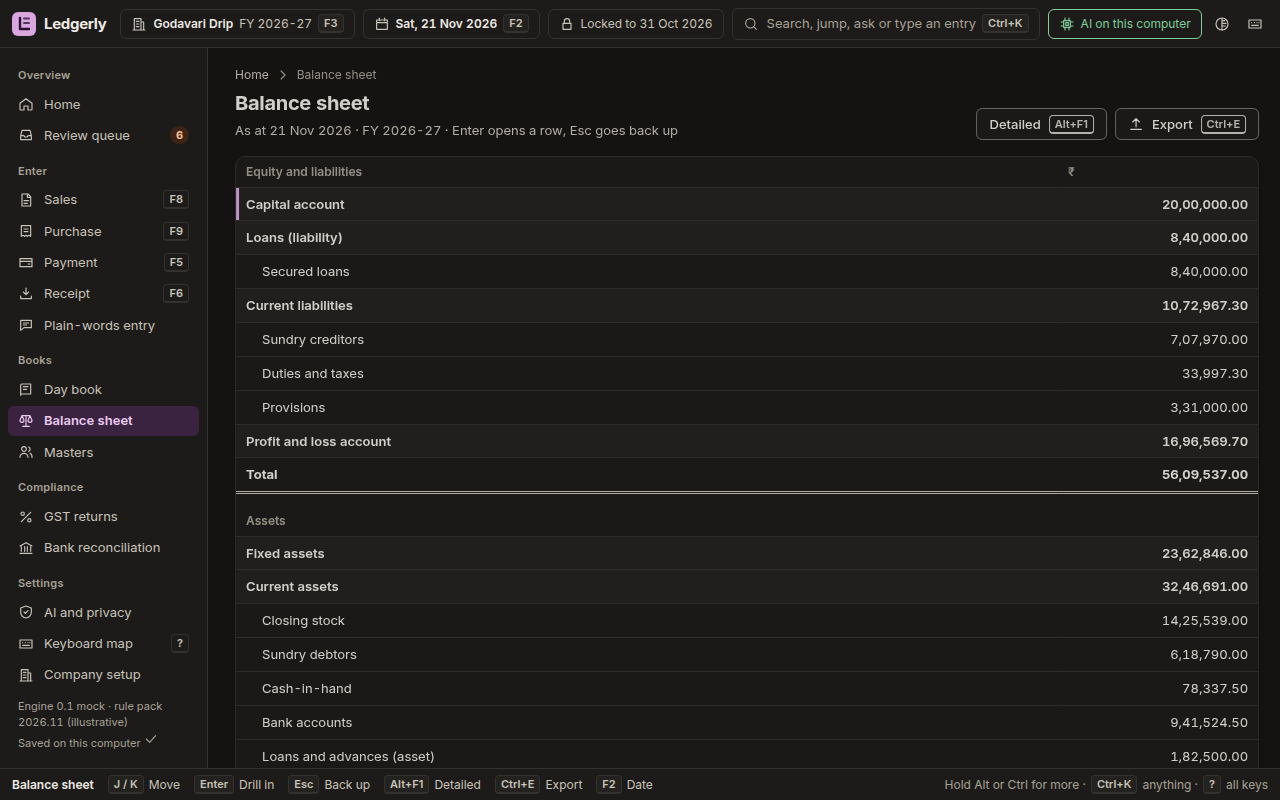 Ledgerly
Godavari Drip FY 2026-27 F3
Sat, 21 Nov 2026 F2
Locked to 31 Oct 2026
Search, jump, ask or type an entry Ctrl+K
AI on this computer
Overview
Home
Review queue 6
Enter
Sales F8
Purchase F9
Payment F5
Receipt F6
Plain-words entry
Books
Day book
Balance sheet
Masters
Compliance
GST returns
Bank reconciliation
Settings
AI and privacy
Keyboard map ?
Company setup
Engine 0.1 mock · rule pack
2026.11 (illustrative)
Saved on this computer
Home Balance sheet
Balance sheet
As at 21 Nov 2026 · FY 2026-27 · Enter opens a row, Esc goes back up
Detailed Alt+F1
Export Ctrl+E
Equity and liabilities ₹
Capital account 20,00,000.00
Loans (liability) 8,40,000.00
Secured loans 8,40,000.00
Current liabilities 10,72,967.30
Sundry creditors 7,07,970.00
Duties and taxes 33,997.30
Provisions 3,31,000.00
Profit and loss account 16,96,569.70
Total 56,09,537.00
Assets
Fixed assets 23,62,846.00
Current assets 32,46,691.00
Closing stock 14,25,539.00
Sundry debtors 6,18,790.00
Cash-in-hand 78,337.50
Bank accounts 9,41,524.50
Loans and advances (asset) 1,82,500.00
Balance sheet J / K Move Enter Drill in Esc Back up Alt+F1 Detailed Ctrl+E Export F2 Date
Hold Alt or Ctrl for more · Ctrl+K anything · ? all keys